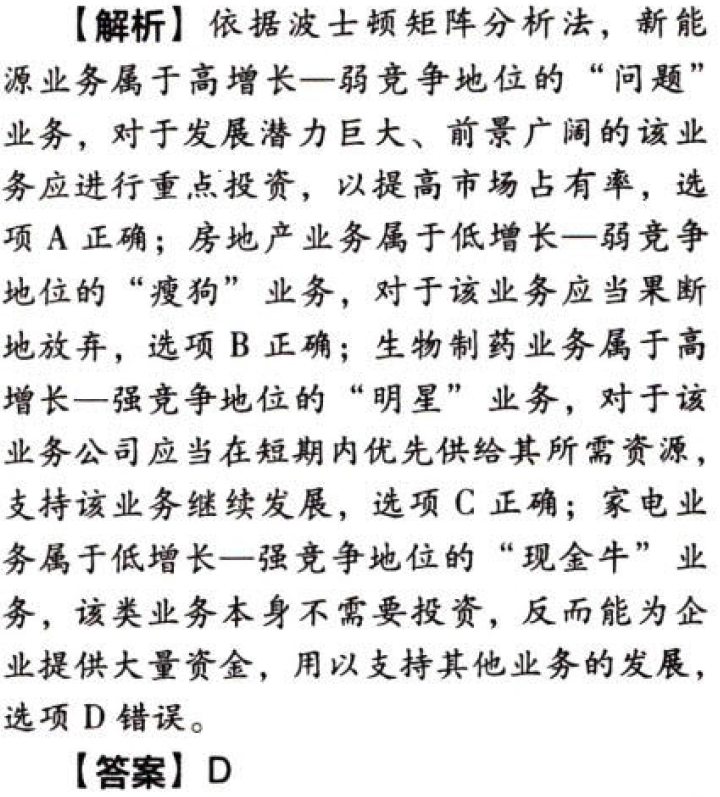 【解析】依据波士顿矩阵分析法，新能
源业务属于高增长—弱竞争地位的“问题”
业务，对于发展潜力巨大、前景广阔的该业
务应进行重点投资，以提高市场占有率，选
项 A 正确；房地产业务属于低增长—弱竞争
地位的“瘦狗”业务，对于该业务应当果断
地放弃，选项 B 正确；生物制药业务属于高
增长—强竞争地位的“明星”业务，对于该
业务公司应当在短期内优先供给其所需资源，
支持该业务继续发展，选项 C 正确；家电业
务属于低增长—强竞争地位的“现金牛”业
务，该类业务本身不需要投资，反而能为企
业提供大量资金，用以支持其他业务的发展，
选项 D 错误。
【答案】D